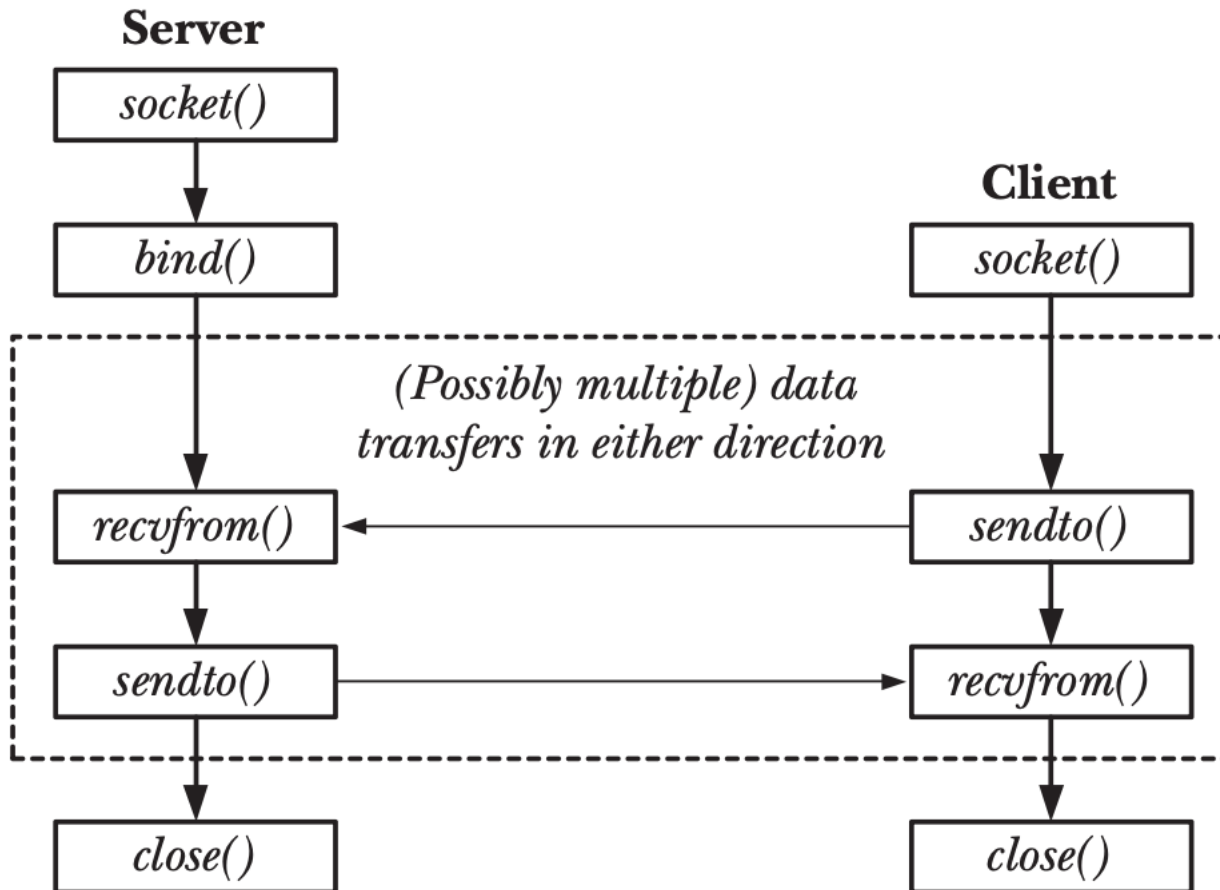 Server
socket()
Client
bind()
socket()
(Possibly multiple) data
transfers in either direction
recvfrom()
sendto()
sendto()
recvfrom()
close()
close()